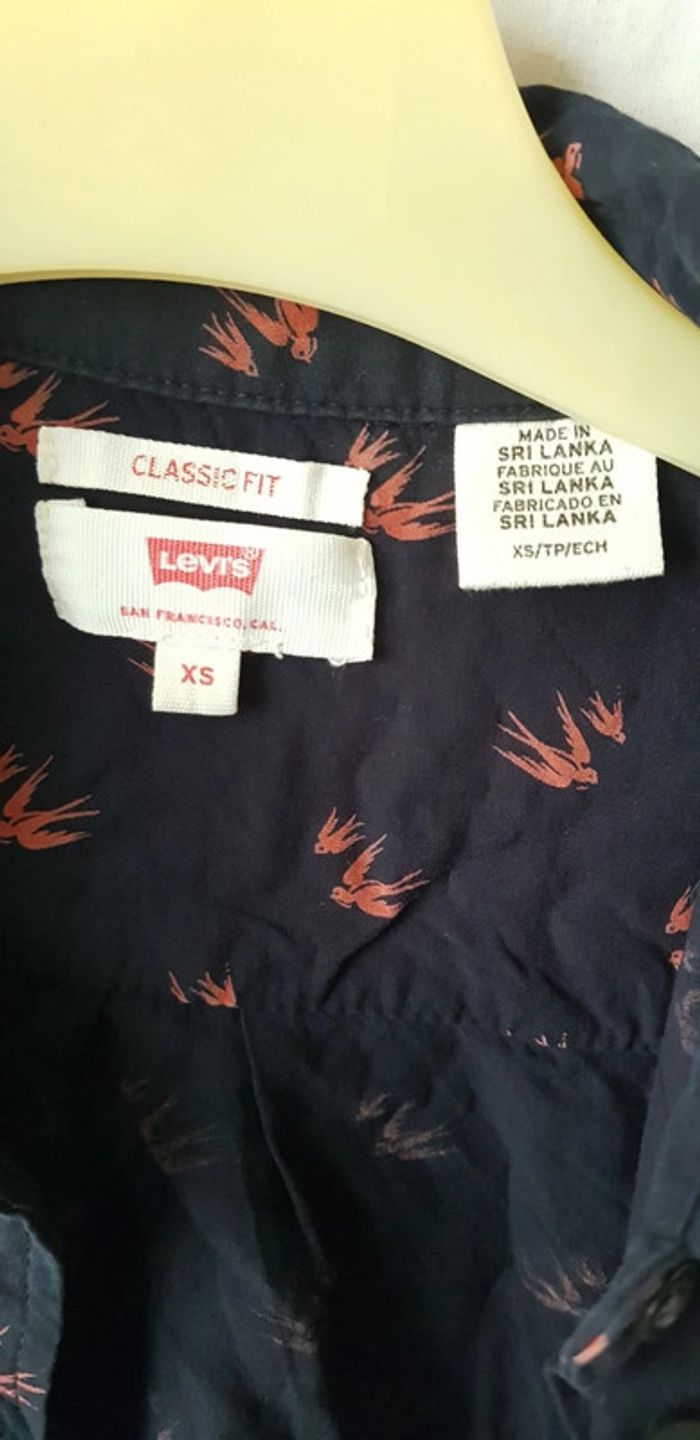 CLASSIC FIT
Levi's®
SAN FRANCISCO, CAL.
XS
MADE IN
SRI LANKA
FABRIQUE AU
SRI LANKA
FABRICADO EN
SRI LANKA
XS/TP/ECH